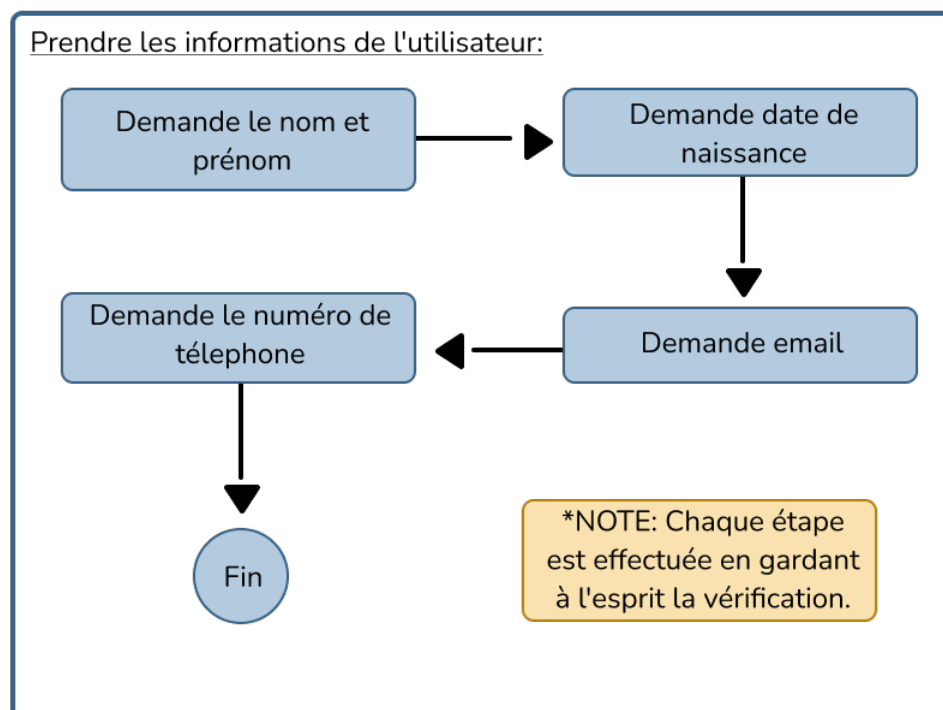 Prendre les informations de l'utilisateur:
Demande le nom et
prénom
Demande date de
naissance
Demande email
Demande le numéro de
télephone
Fin
*NOTE: Chaque étape
est effectuée en gardant
à l'esprit la vérification.